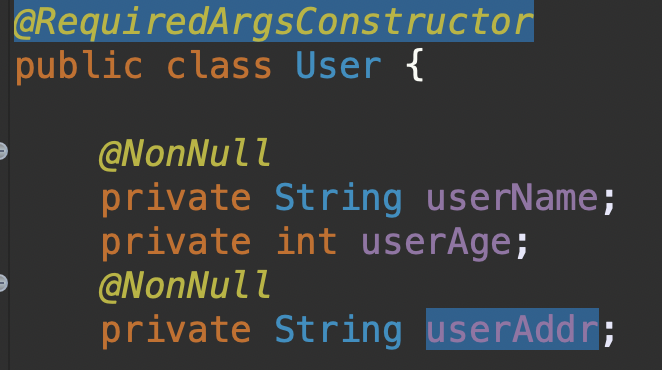 @RequiredArgsConstructor
public class User {
@NonNull
private String userName;
private int userAge;
@NonNull
private String userAddr;